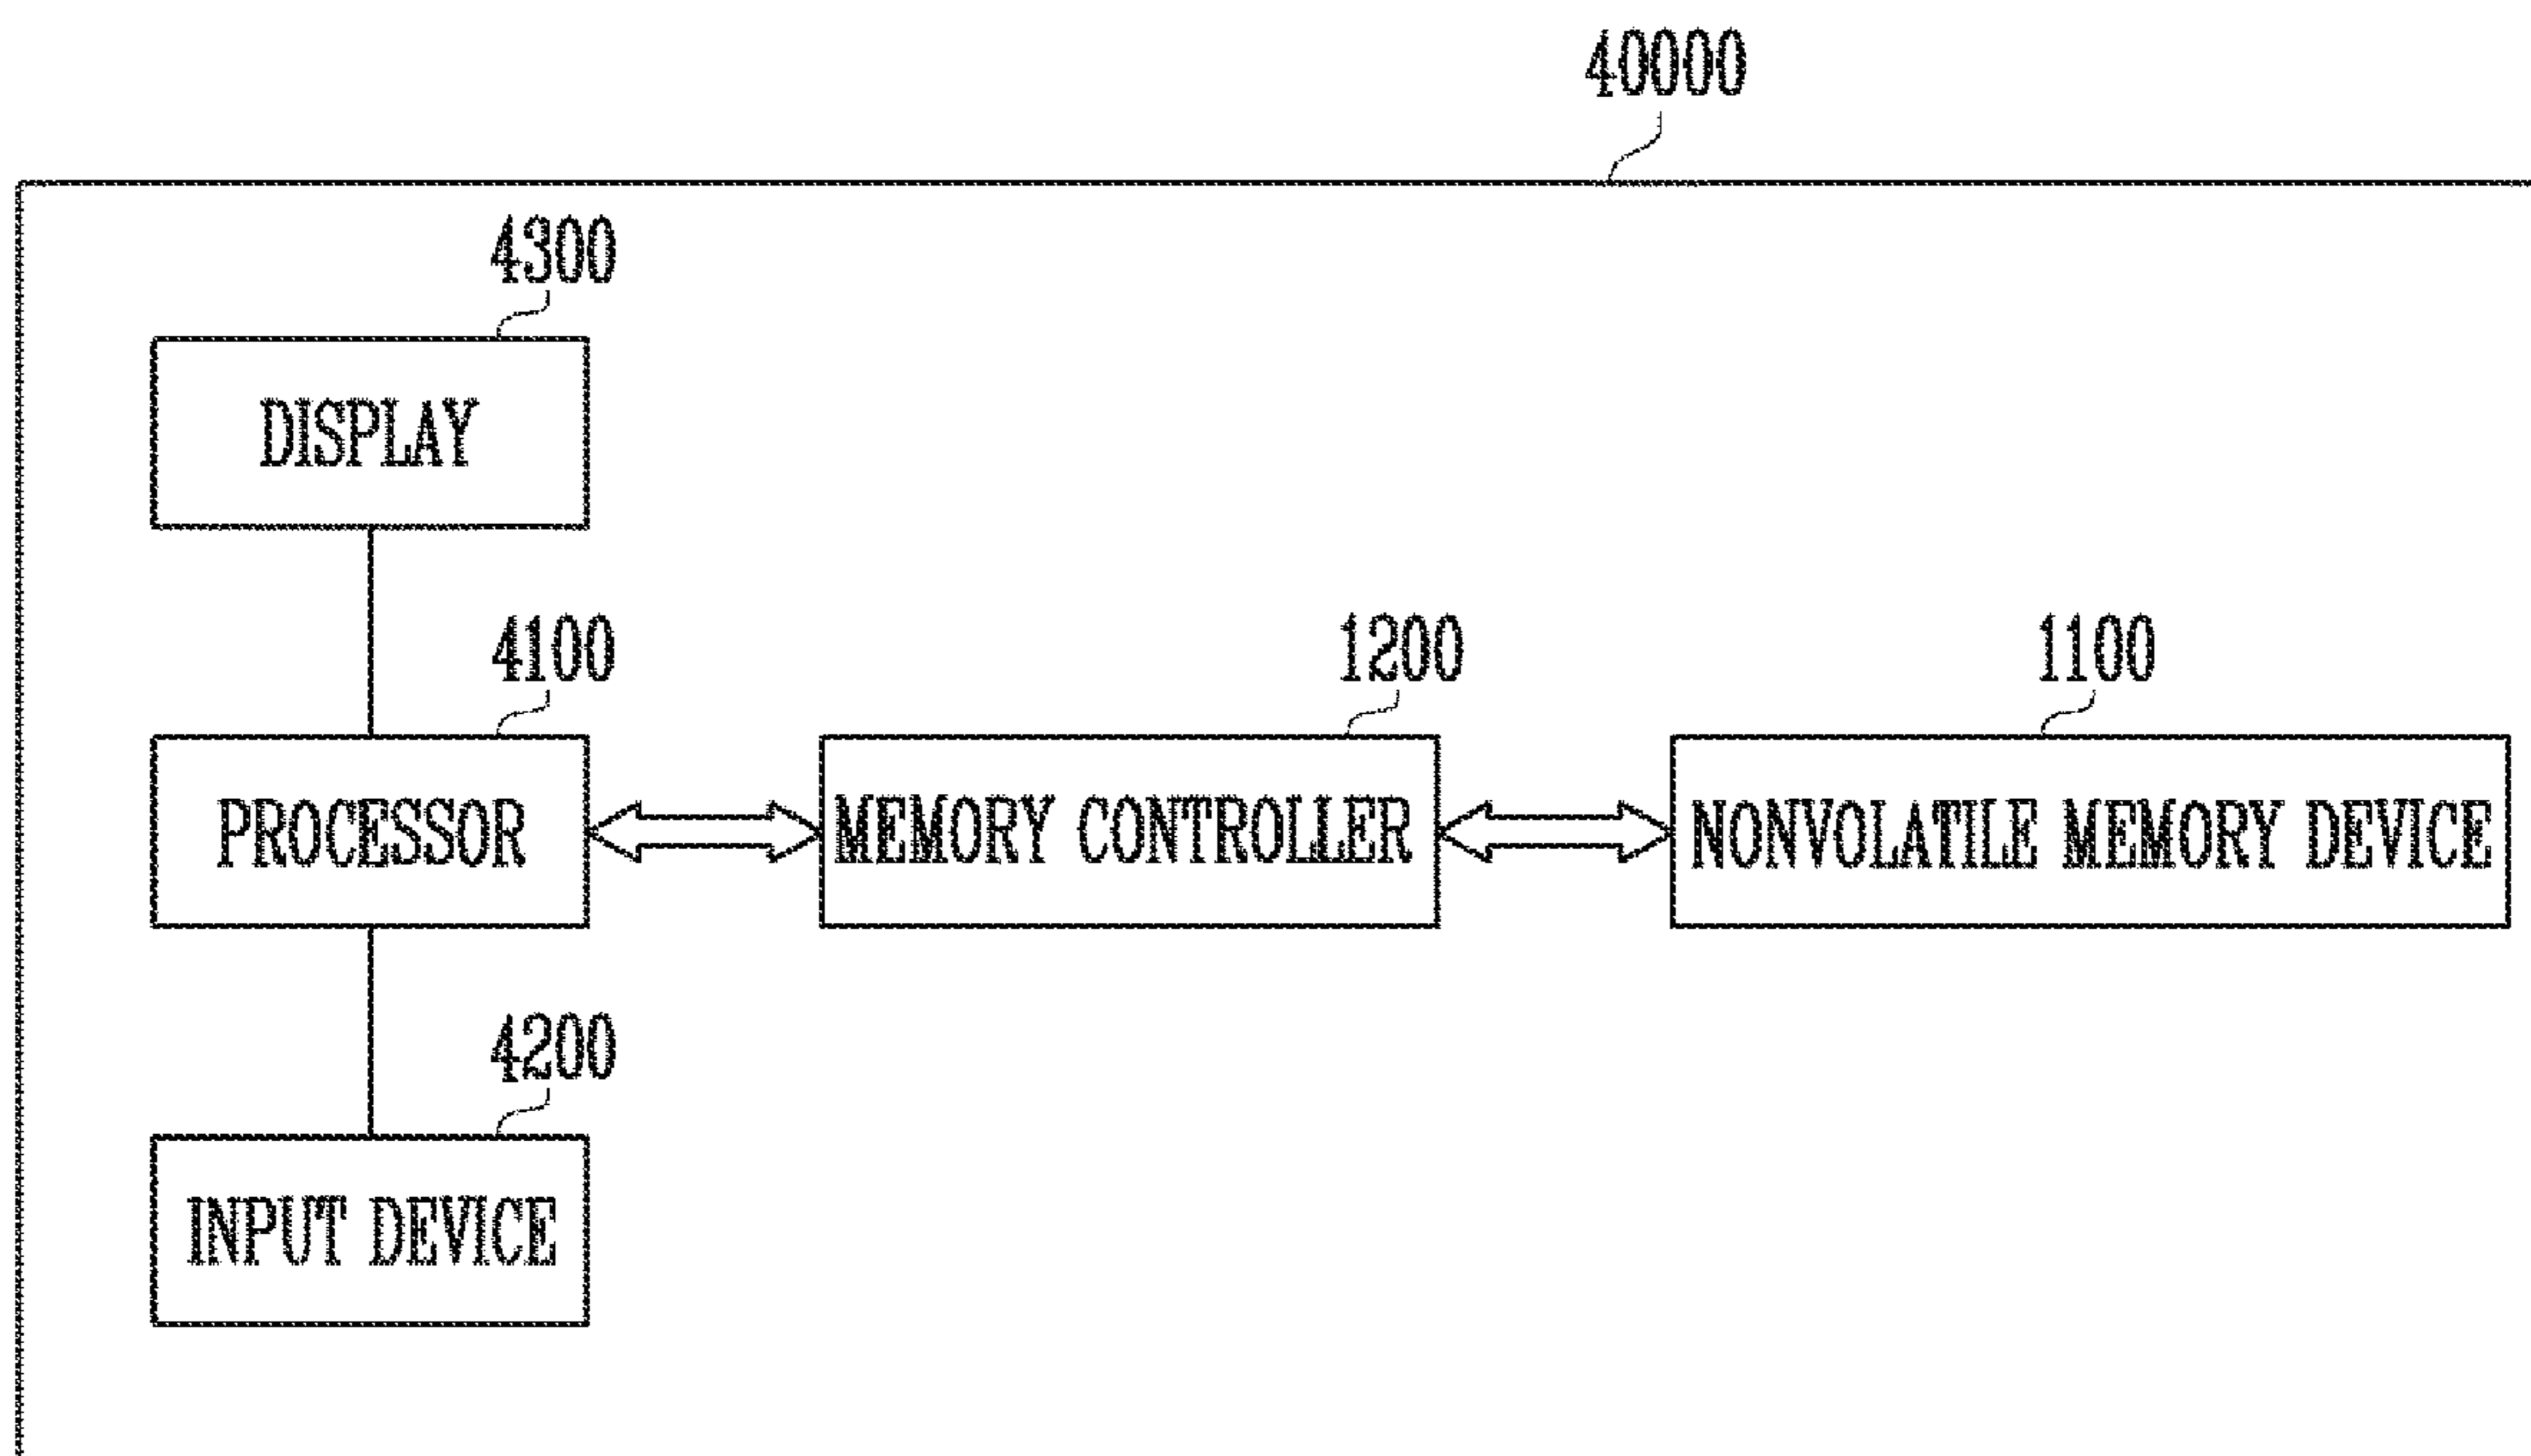 40000
4300
DISPLAY
4100
PROCESSOR
1200
MEMORY CONTROLLER
1100
NONVOLATILE MEMORY DEVICE
4200
INPUT DEVICE